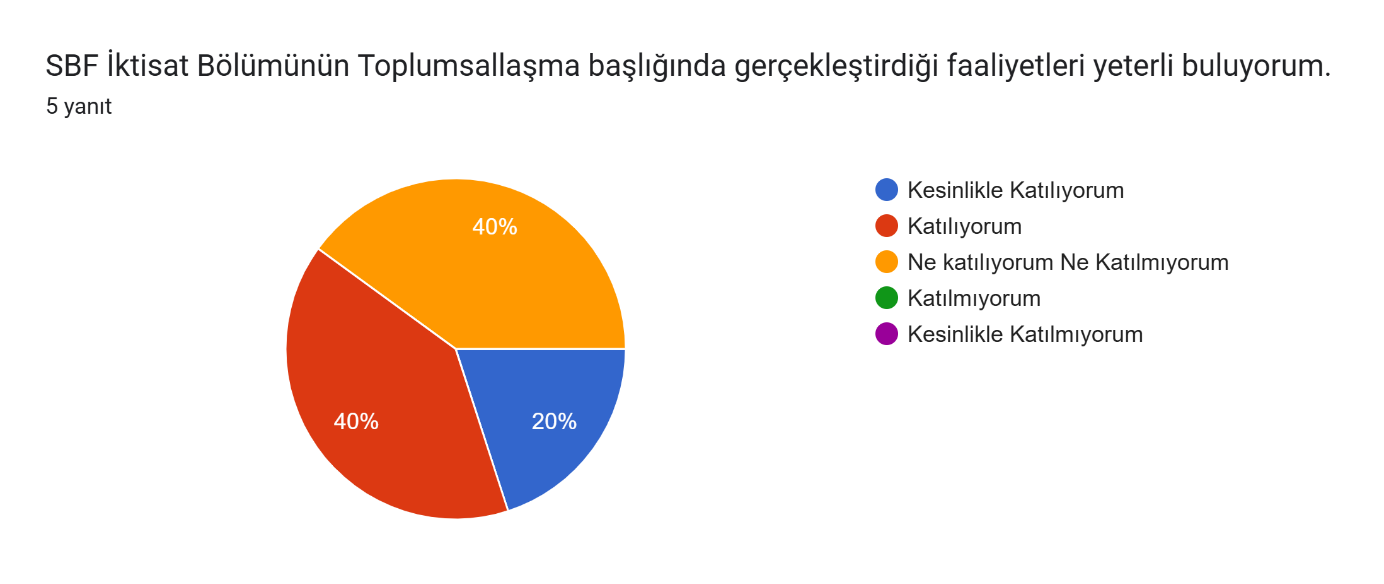 SBF İktisat Bölümünün Toplumsallaşma başlığında gerçekleştirdiği faaliyetleri yeterli buluyorum.
5 yanıt
40%
40%
20%
Kesinlikle Katılıyorum
Katılıyorum
Ne katılıyorum Ne Katılmıyorum
Katılmıyorum
Kesinlikle Katılmıyorum